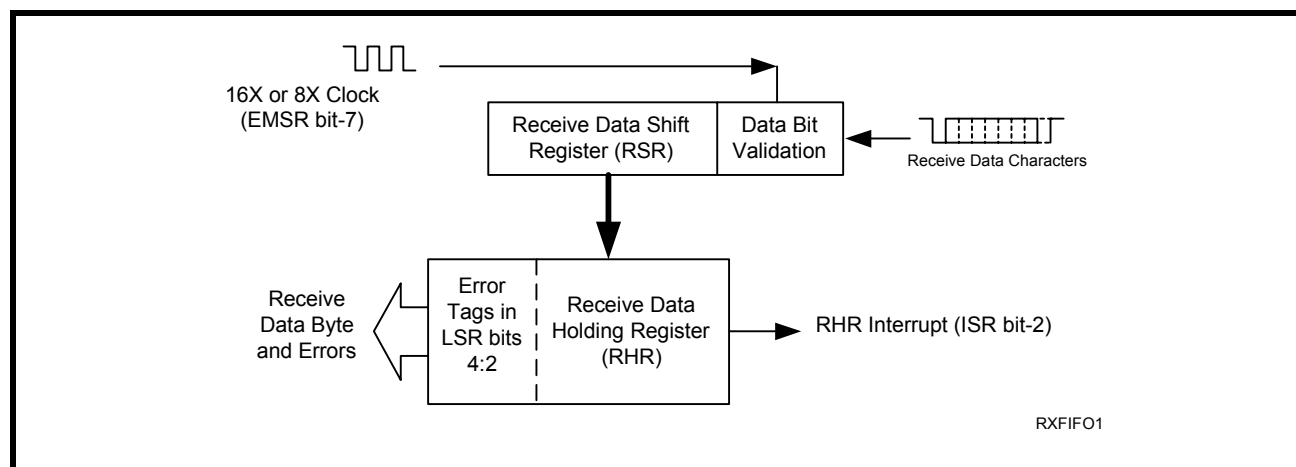 16X or 8X Clock
(EMSR bit-7)
Receive Data Shift
Register (RSR)
Data Bit
Validation
Receive Data Characters
Receive
Data Byte
and Errors
Error
Tags in
LSR bits
4:2
Receive Data
Holding Register
(RHR)
RHR Interrupt (ISR bit-2)
RXFIFO1